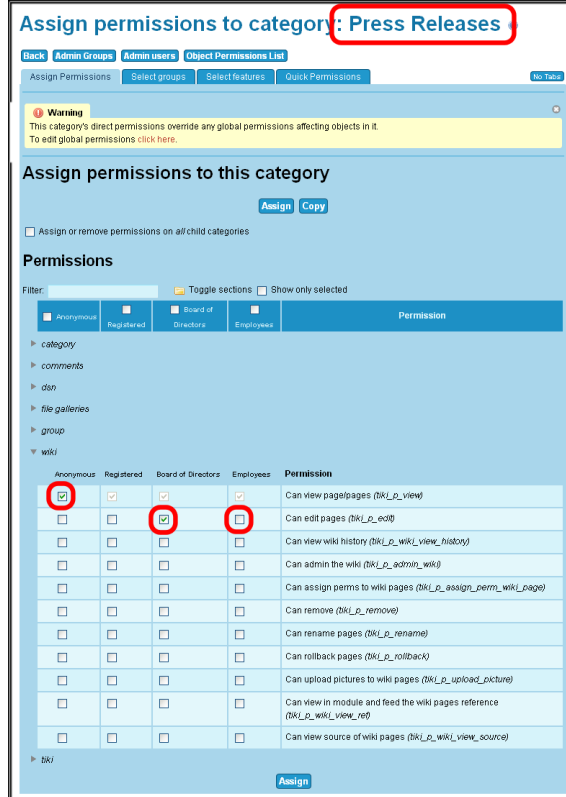 Assign permissions to category: Press Releases
Back Admin Groups Admin users Object Permissions List
Assign Permissions Select groups Select features Quick Permissions No Tabs
Warning
This category's direct permissions override any global permissions affecting objects in it.
To edit global permissions click here.
Assign permissions to this category
Assign Copy
Assign or remove permissions on all child categories
Permissions
Filter: Toggle sections Show only selected
Anonymous Registered Board of Directors Employees Permission
category
comments
dsn
file galleries
group
wiki
Anonymous Registered Board of Directors Employees Permission
Can view page/pages (tiki_p_view)
Can edit pages (tiki_p_edit)
Can view wiki history (tiki_p_wiki_view_history)
Can admin the wiki (tiki_p_admin_wiki)
Can assign perms to wiki pages (tiki_p_assign_perm_wiki_page)
Can remove (tiki_p_remove)
Can rename pages (tiki_p_rename)
Can rollback pages (tiki_p_rollback)
Can upload pictures to wiki pages (tiki_p_upload_picture)
Can view in module and feed the wiki pages reference
(tiki_p_wiki_view_ref)
Can view source of wiki pages (tiki_p_wiki_view_source)
tiki
Assign